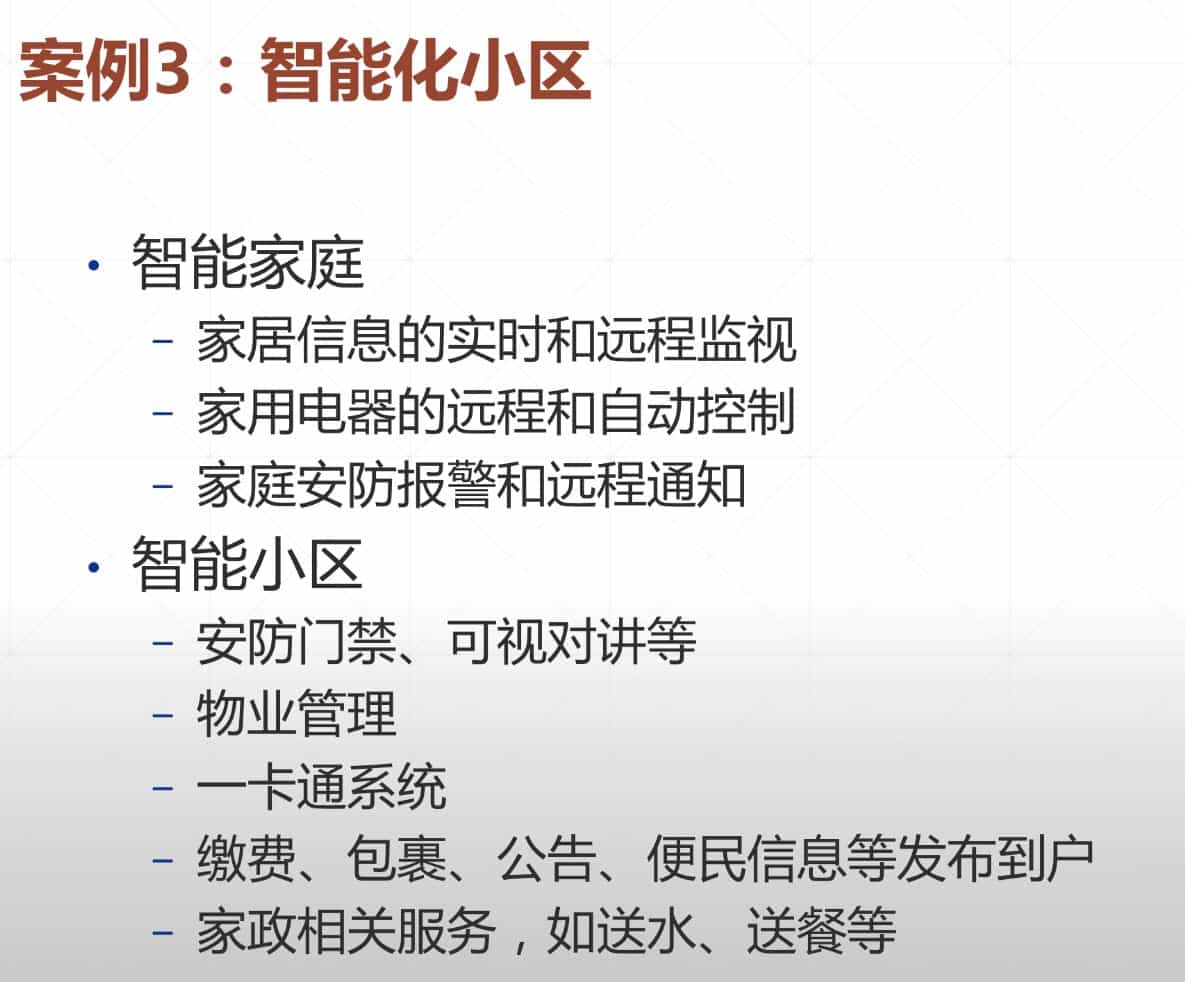 案例3：智能化小区
• 智能家庭
– 家居信息的实时和远程监视
– 家用电器的远程和自动控制
– 家庭安防报警和远程通知
• 智能小区
– 安防门禁、可视对讲等
– 物业管理
– 一卡通系统
– 缴费、包裹、公告、便民信息等发布到户
– 家政相关服务，如送水、送餐等